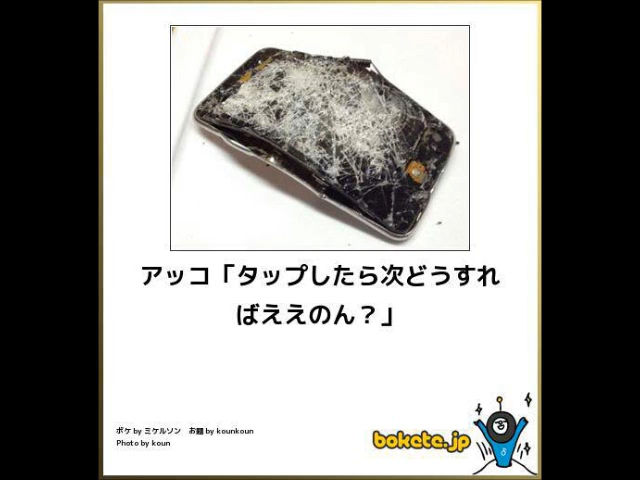 アッコ「タップしたら次どうすれ
ばええのん？」
ボケ by ミケルソン　お題 by kounkoun
Photo by koun
bokete.jp